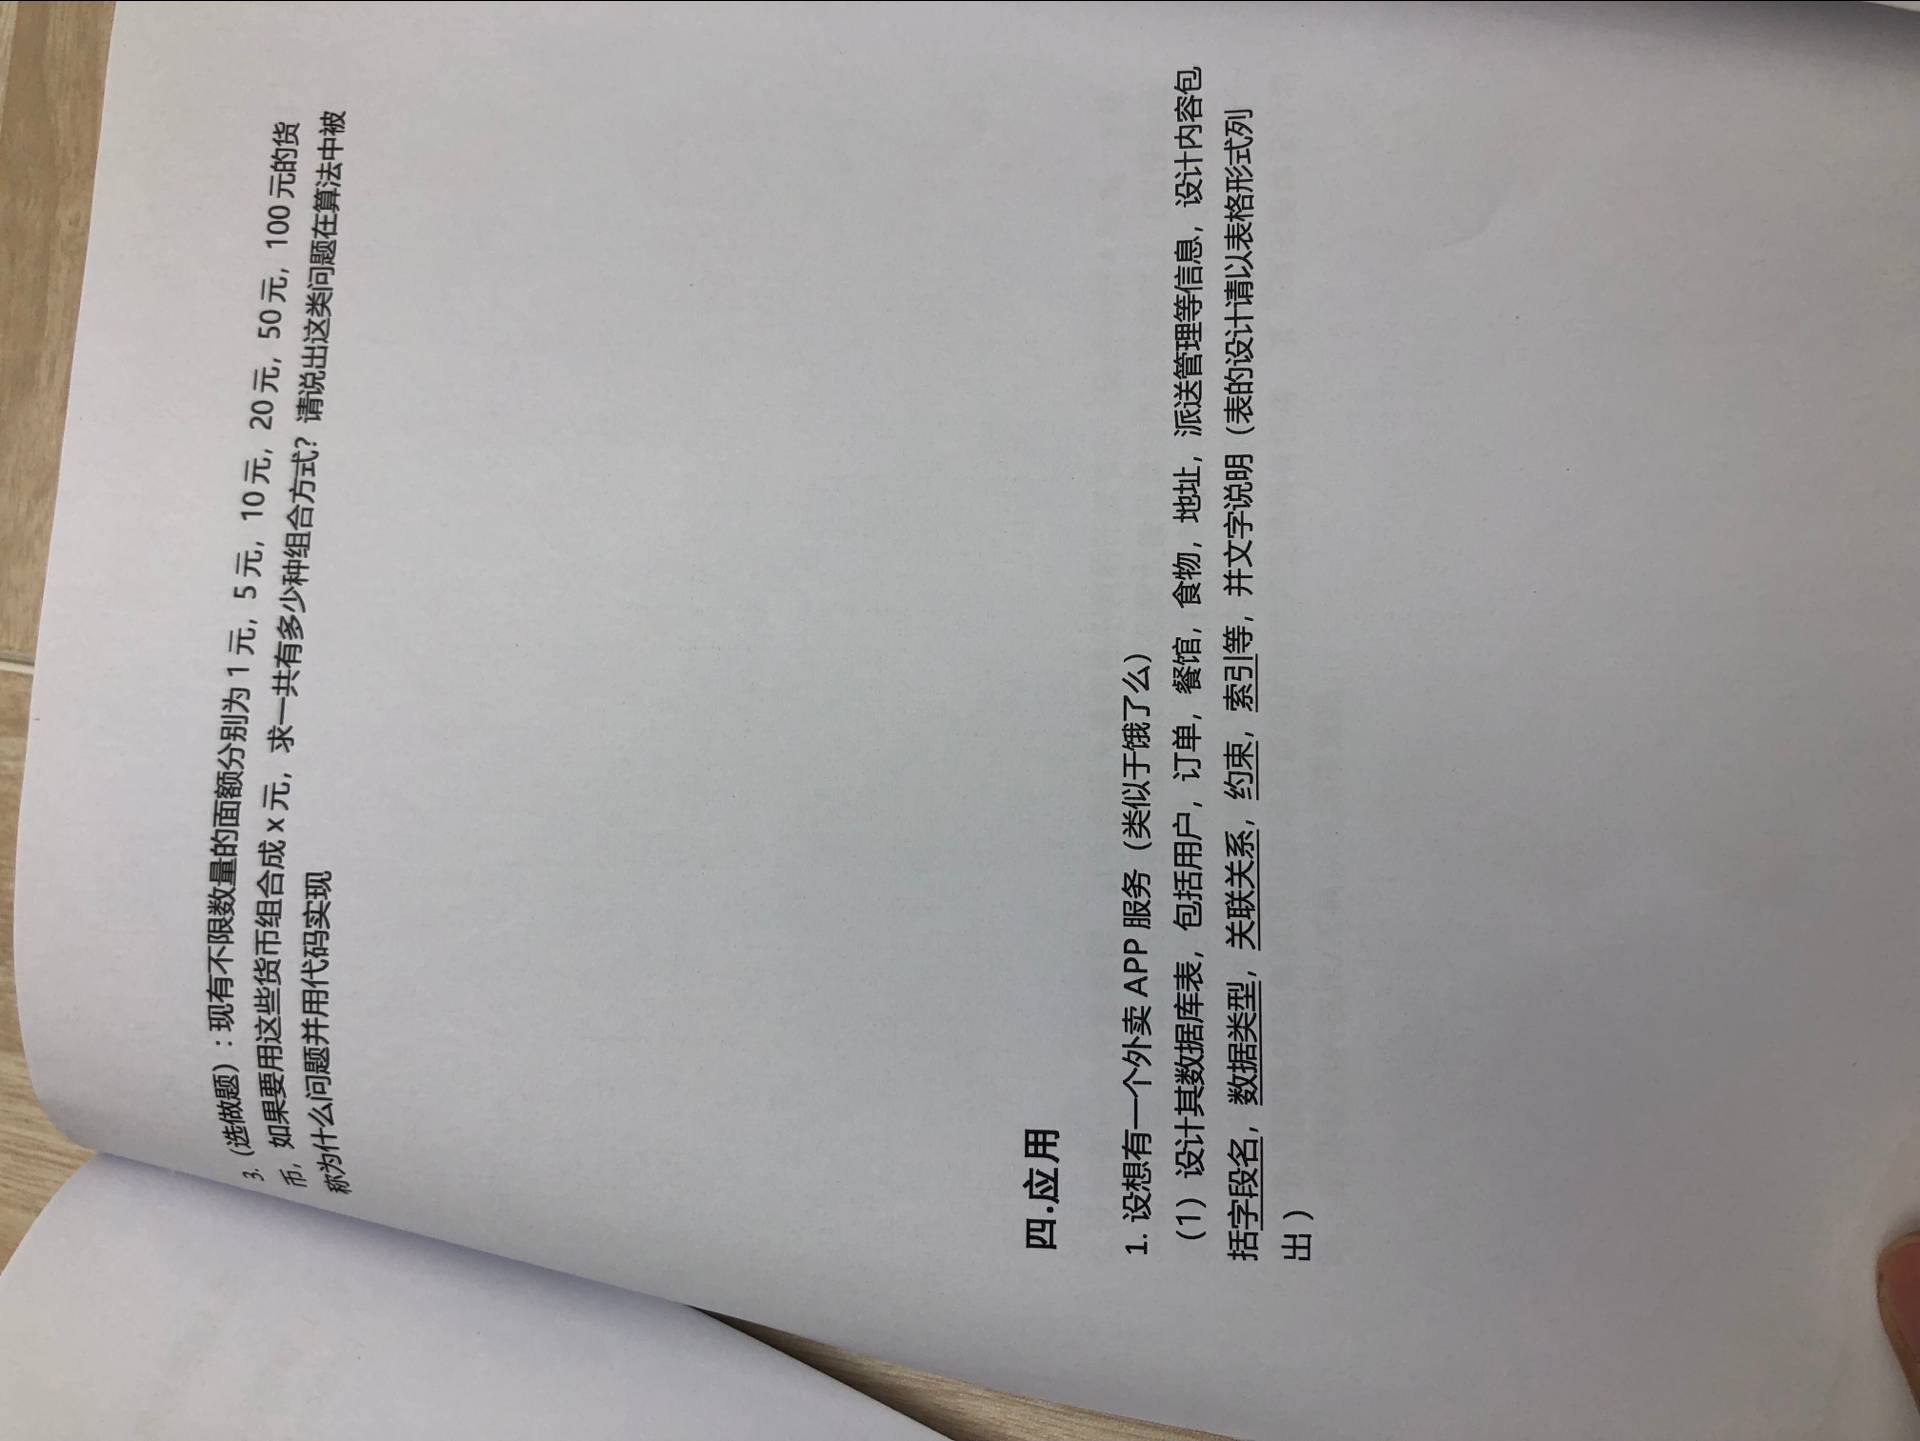 3.（选做题）: 现有不限数量的面额分别为 1 元，5 元，10 元，20 元，50 元，100 元的货
币，如果要用这些货币组合成 x 元，求一共有多少种组合方式？请说出这类问题在算法中被
称为什么问题并用代码实现
四.应用
1. 设想有一个外卖 APP 服务（类似于饿了么）
（1）设计其数据库表，包括用户，订单，餐馆，食物，地址，派送管理等信息，设计内容包
括字段名，数据类型，关联关系，约束，索引等，并文字说明（表的设计请以表格形式列
出 ）